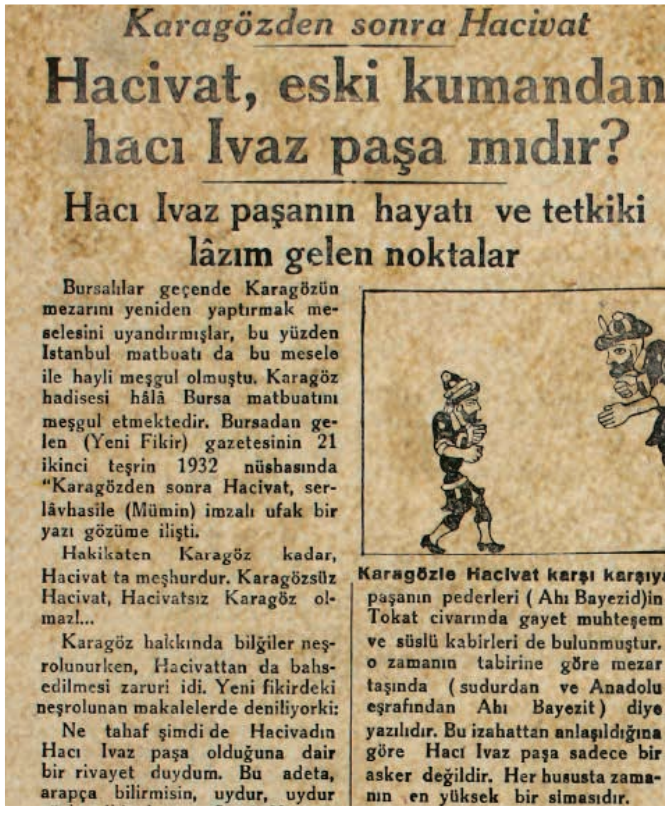 Karagözden sonra Hacivat
Hacivat, eski kumandan
hacı Ivaz paşa mıdır?
Hacı Ivaz paşanın hayatı ve tetkiki
lâzım gelen noktalar
Bursalılar geçende Karagözün
mezarını yeniden yaptırmak me-
selesini uyandırmışlar, bu yüzden
Istanbul matbuatı da bu mesele
ile hayli meşgul olmuştu. Karagöz
hadisesi hâlâ Bursa matbuatını
meşgul etmektedir. Bursadan ge-
len (Yeni Fikir) gazetesinin 21
ikinci teşrin 1932 nüshasında
"Karagözden sonra Hacivat, ser-
lâvhasile (Mümin) imzalı ufak bir
yazı gözüme ilişti.
Hakikaten Karagöz kadar,
Hacivat ta meşhurdur. Karagözsüz
Hacivat, Hacivatsız Karagöz ol-
maz!...
Karagöz hakkında bilğiler neş-
rolunurken, Hacivattan da bahs-
edilmesi zaruri idi. Yeni fikirdeki
neşrolunan makalelerde deniliyorki:
Ne tahaf şimdi de Hacivadın
Hacı Ivaz paşa olduğuna dair
bir rivayet duydum. Bu adeta,
arapça bilirmisin, uydur, uydur
Karagözle Hacivat karşı karşıya
paşanın pederleri ( Ahı Bayezid)in
Tokat civarında gayet muhteşem
ve süslü kabirleri de bulunmuştur.
o zamanın tabirine göre mezar
taşında ( sudurdan ve Anadolu
eşrafından Ahı Bayezit ) diye
yazılıdır. Bu izahattan anlaşıldığına
göre Hacı Ivaz paşa sadece bir
asker değildir. Her hususta zama-
nın en yüksek bir simasıdır.